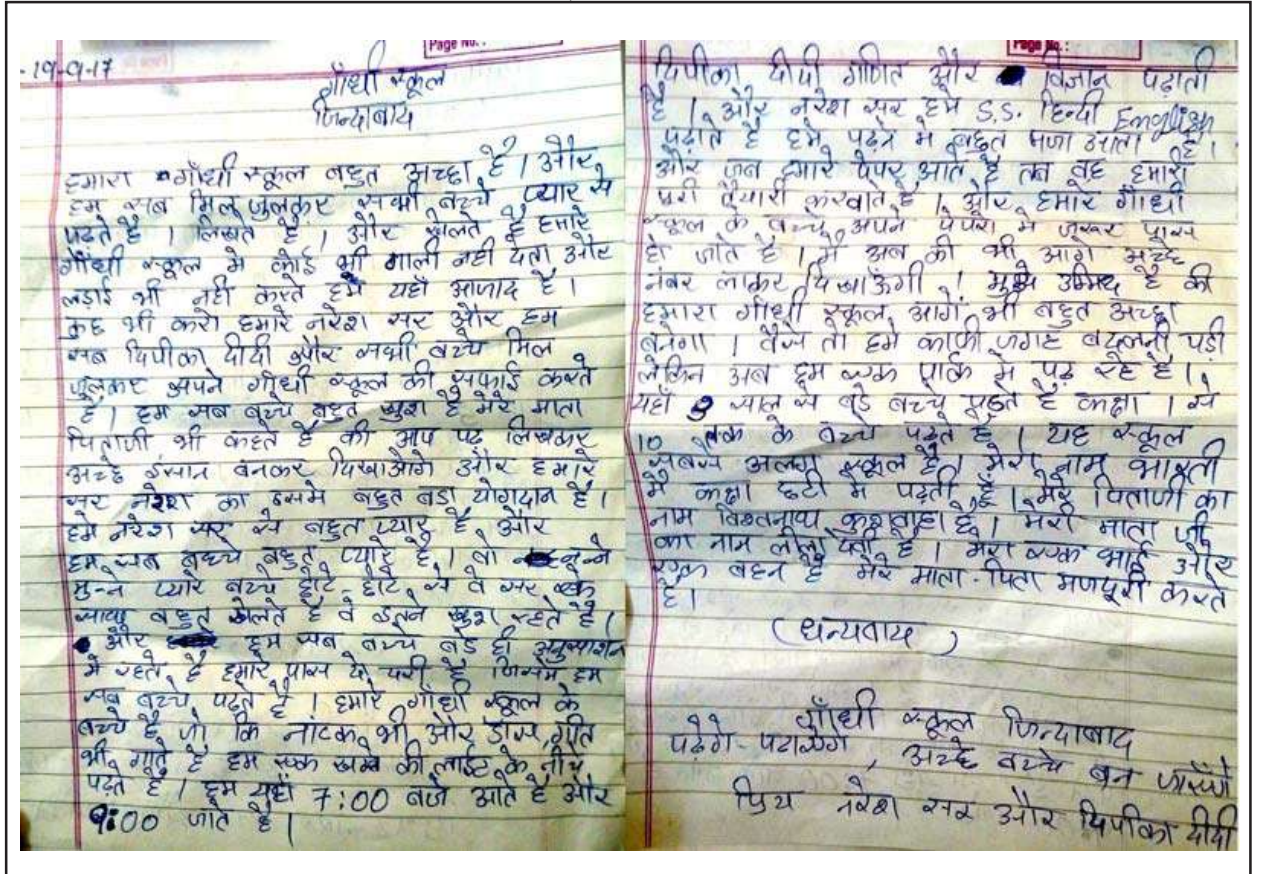 Page No. :
19-9-17
गाँधी स्कूल
जिन्दाबाद
हमारा गाँधी स्कूल बहुत अच्छा है। और
हम सब मिलजुलकर सभी बच्चे प्यार से
पढ़ते है। लिखते है। और खेलते है हमारे
गाँधी स्कूल मे कोई भी गाली नही देता और
लड़ाई भी नही करते हम यहाँ आजाद है।
कुछ भी करो हमारे नरेश सर और हम
सब दिपीका दीदी और सभी बच्चे मिल
जुलकर अपने गाँधी स्कूल की सफाई करते
है। हम सब बच्चे बहुत खुश है मेरे माता
पिताजी भी कहते है की आप पढ़ लिखकर
अच्छे इंसान बनकर दिखाओगे और हमारे
सर नरेश का इसमे बहुत बडा योगदान है।
हमे नरेश सर से बहुत प्यार है और
हम सब बच्चे बहुत प्यारे है। वो नन्ने
मुन्ने प्यारे बच्चे छोटे छोटे से वे सर के
साथ बहुत खेलते है वे इतने खुश रहते है।
और हम सब बच्चे बडे ही अनुसाशन
मे रहते है हमारे पास दो दरी है जिसमे हम
सब बच्चे पढ़ते है। हमारे गाँधी स्कूल के
बच्चे है जो कि नांटक भी और डांस, गीत
भी गाते है हम एक खम्बे की लाईट के नीचे
पढ़ते है। हम यहाँ 7:00 बजे आते है और
9:00 जाते है।
Page No. :
दिपीका दीदी गणित और विज्ञान पढ़ाती
है। और नरेश सर हमे S.S. हिन्दी English
पढ़ाते है हमे पढ़ने मे बहुत मजा आता है।
और जब हमारे पेपर आते है तब वह हमारी
पुरी तैयारी करवाते है। और हमारे गाँधी
स्कूल के बच्चे अपने पेपरो मे जरूर पास
हो जाते है। मै अब की भी आगे अच्छे
नंबर लाकर दिखाऊँगी। मुझे उम्मिद है की
हमारा गाँधी स्कूल आगे भी बहुत अच्छा
बनेगा। वैसे तो हमे काफी जगह बदलनी पडी
लेकिन अब हम एक पार्क मे पढ़ रहे है।
यहाँ साल से बडे बच्चे पढ़ते है कक्षा 1 से
10 तक के बच्चे पढ़ते है। यह स्कूल
सबसे अलग स्कूल है। मेरा नाम भारती
मै कक्षा छटी मे पढ़ती हूँ। मेरे पिताजी का
नाम कुशवाहा है। मेरी माता जी
का नाम लीला देवी है। मेरा एक भाई और
एक बहन है मेरे माता-पिता मजदूरी करते
है।
(धन्यवाद)
गाँधी स्कूल जिन्दाबाद
पढ़ेगे- , अच्छे बच्चे बन जाएंगे
प्रिय नरेश सर और दिपीका दीदी